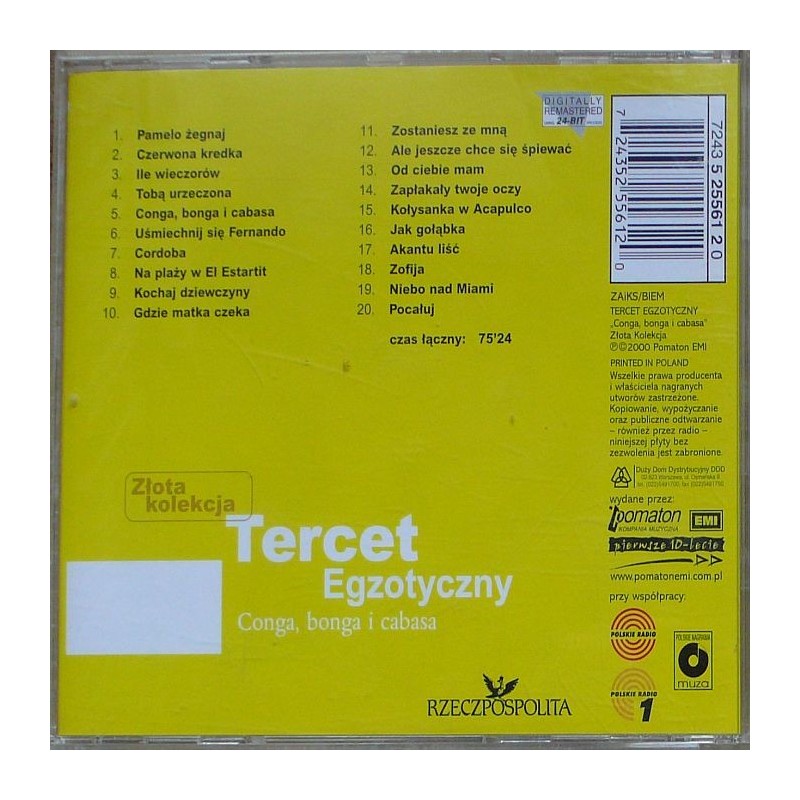 1. Pamelo żegnaj
2. Czerwona kredka
3. Ile wieczorów
4. Tobą urzeczona
5. Conga, bonga i cabasa
6. Uśmiechnij się Fernando
7. Cordoba
8. Na plaży w El Estartit
9. Kochaj dziewczyny
10. Gdzie matka czeka
11. Zostaniesz ze mną
12. Ale jeszcze chce się śpiewać
13. Od ciebie mam
14. Zapłakały twoje oczy
15. Kołysanka w Acapulco
16. Jak gołąbka
17. Akantu liść
18. Zofija
19. Niebo nad Miami
20. Pocałuj
czas łączny: 75'24
DIGITALLY
REMASTERED
24-BIT
7243 5 25561 2 0
7 24352 55612 0
ZAiKS/BIEM
TERCET EGZOTYCZNY
„Conga, bonga i cabasa"
Złota Kolekcja
℗©2000 Pomaton EMI
PRINTED IN POLAND
Wszelkie prawa producenta
i właściciela nagranych
utworów zastrzeżone.
Kopiowanie, wypożyczanie
oraz publiczne odtwarzanie
– również przez radio –
niniejszej płyty bez
zezwolenia jest zabronione.
Duży Dom Dystrybucyjny DDD
wydane przez:
pomaton
KOMPANIA MUZYCZNA
EMI
pierwsze 10-lecie
www.pomatonemi.com.pl
przy współpracy:
POLSKIE RADIO
POLSKIE NAGRANIA
muza
POLSKIE RADIO
1
Złota
kolekcja
Tercet
Egzotyczny
Conga, bonga i cabasa
RZECZPOSPOLITA